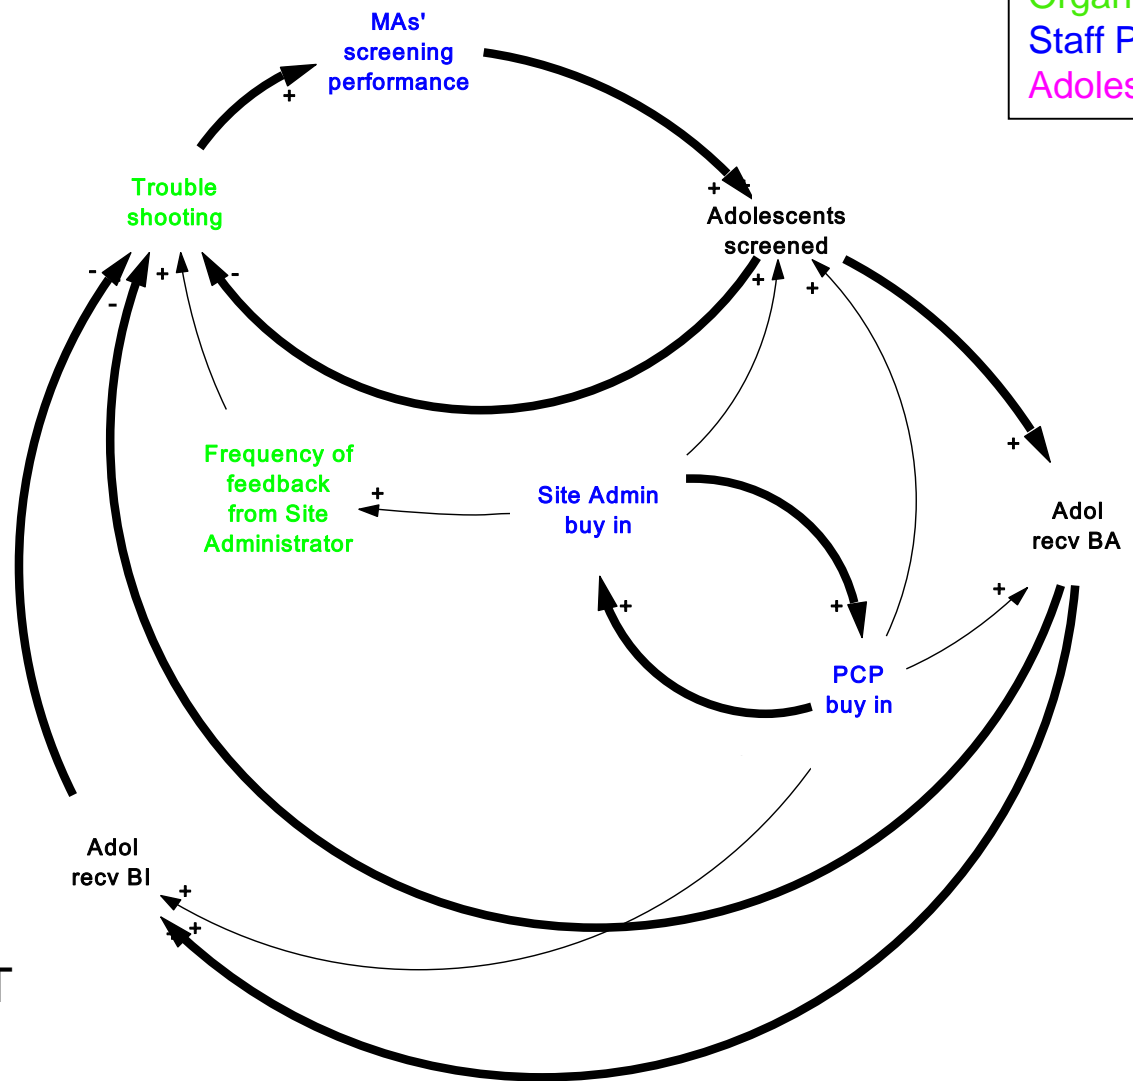 MAs'
screening
performance
Staff P
Trouble
shooting
Adolescents
screened
Frequency of
feedback
from Site
Administrator
Site Admin
buy in
Adol
recv BA
PCP
buy in
Adol
recv BI
+
+
-
+
-
-
+
+
+
+
+
+
+
+
+
+